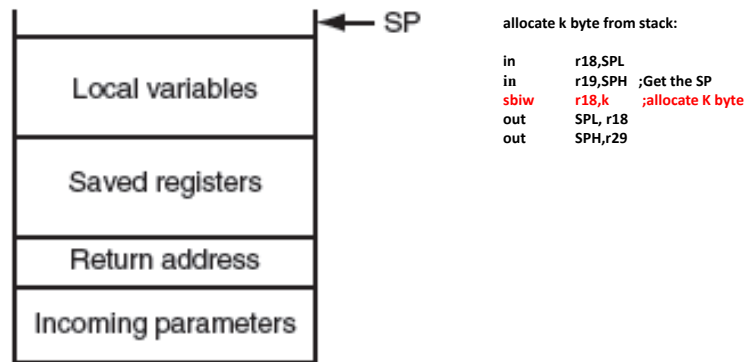 SP
Local variables
Saved registers
Return address
Incoming parameters
allocate k byte from stack:
in r18,SPL
in r19,SPH ;Get the SP
sbiw r18,k ;allocate K byte
out SPL, r18
out SPH,r29